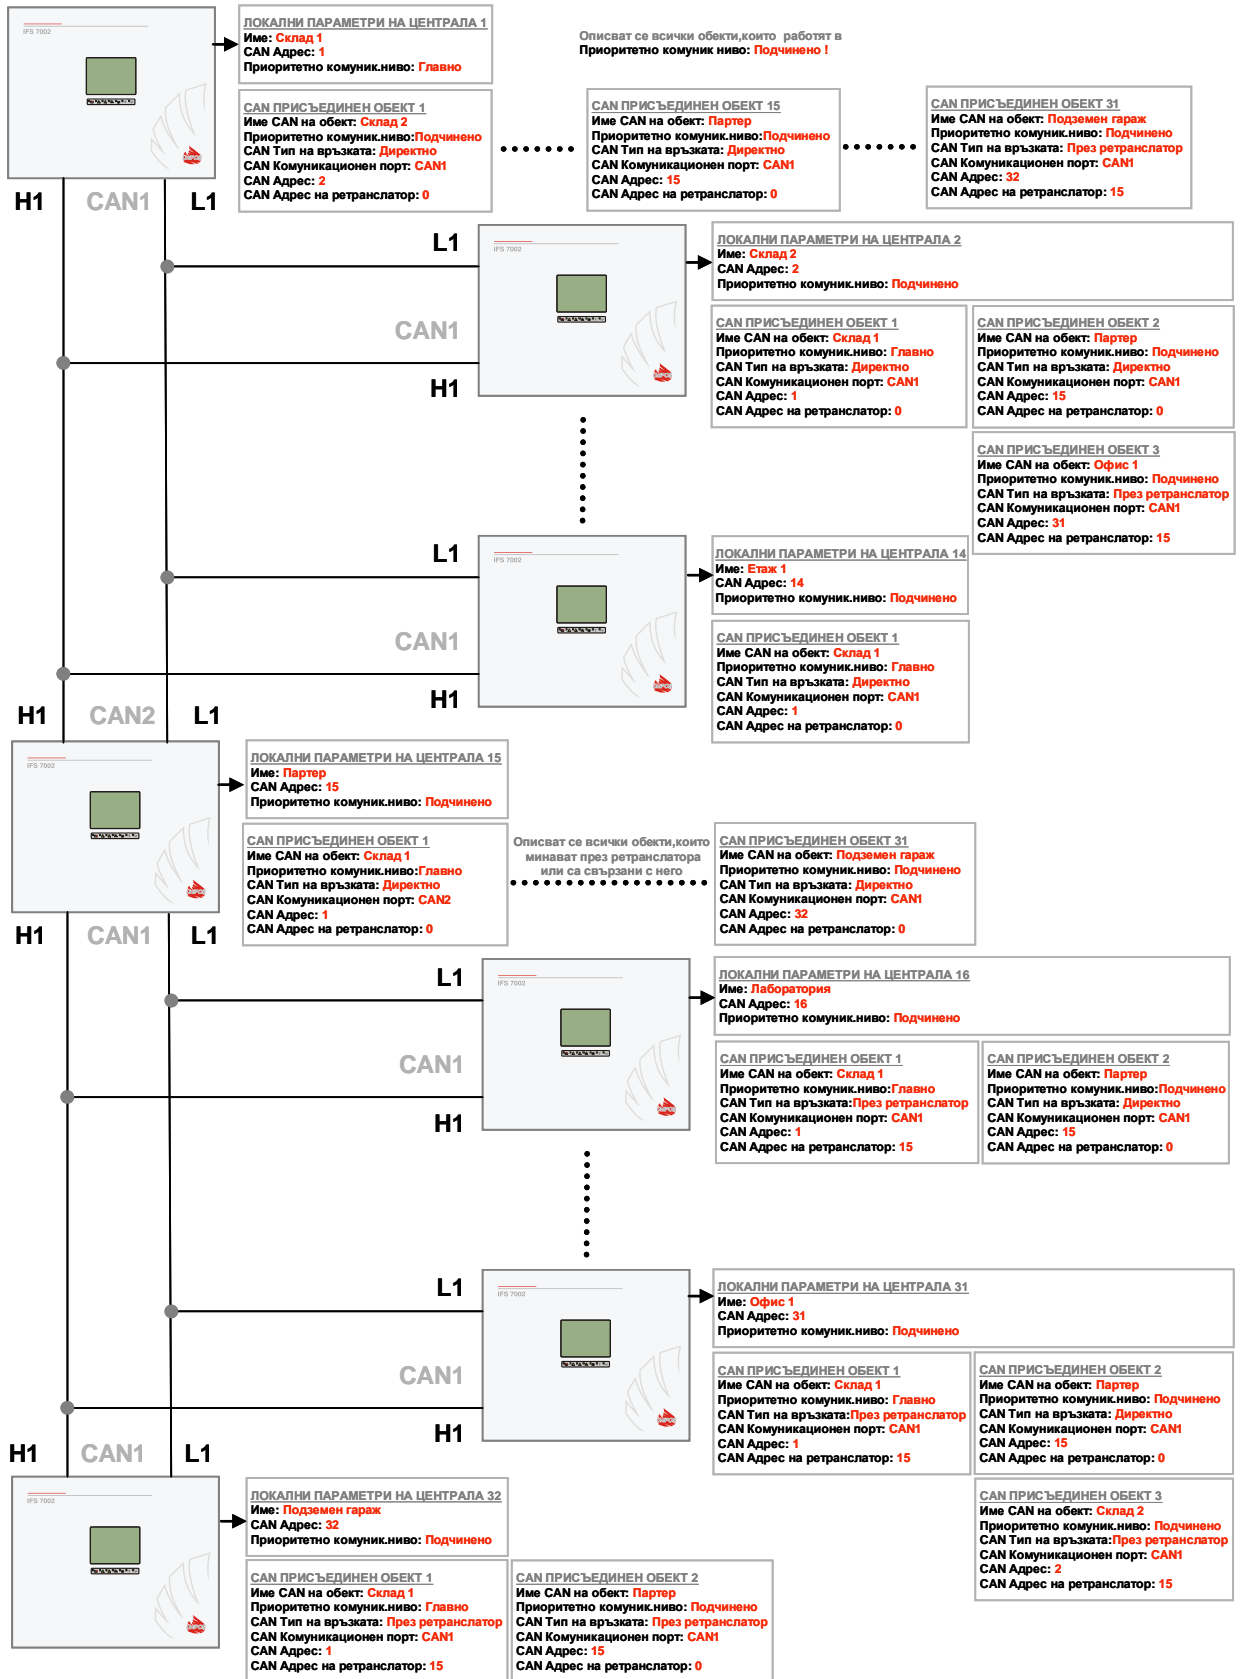 IFS 7002
ЛОКАЛНИ ПАРАМЕТРИ НА ЦЕНТРАЛА 1
Име: Склад 1
CAN Адрес: 1
Приоритетно комуник.ниво: Главно
Описват се всички обекти,които работят в
Приоритетно комуник ниво: Подчинено !
CAN ПРИСЪЕДИНЕН ОБЕКТ 1
Име CAN на обект: Склад 2
Приоритетно комуник.ниво:Подчинено
CAN Тип на връзката: Директно
CAN Комуникационен порт: CAN1
CAN Адрес: 2
CAN Адрес на ретранслатор: 0
CAN ПРИСЪЕДИНЕН ОБЕКТ 15
Име CAN на обект: Партер
Приоритетно комуник.ниво:Подчинено
CAN Тип на връзката: Директно
CAN Комуникационен порт: CAN1
CAN Адрес: 15
CAN Адрес на ретранслатор: 0
CAN ПРИСЪЕДИНЕН ОБЕКТ 31
Име CAN на обект: Подземен гараж
Приоритетно комуник.ниво: Подчинено
CAN Тип на връзката: През ретранслатор
CAN Комуникационен порт: CAN1
CAN Адрес: 32
CAN Адрес на ретранслатор: 15
H1 CAN1 L1
L1
CAN1
H1
IFS 7002
ЛОКАЛНИ ПАРАМЕТРИ НА ЦЕНТРАЛА 2
Име: Склад 2
CAN Адрес: 2
Приоритетно комуник.ниво: Подчинено
CAN ПРИСЪЕДИНЕН ОБЕКТ 1
Име CAN на обект: Склад 1
Приоритетно комуник.ниво: Главно
CAN Тип на връзката: Директно
CAN Комуникационен порт: CAN1
CAN Адрес: 1
CAN Адрес на ретранслатор: 0
CAN ПРИСЪЕДИНЕН ОБЕКТ 2
Име CAN на обект: Партер
Приоритетно комуник.ниво: Подчинено
CAN Тип на връзката: Директно
CAN Комуникационен порт: CAN1
CAN Адрес: 15
CAN Адрес на ретранслатор: 0
CAN ПРИСЪЕДИНЕН ОБЕКТ 3
Име CAN на обект: Офис 1
Приоритетно комуник.ниво: Подчинено
CAN Тип на връзката: През ретранслатор
CAN Комуникационен порт: CAN1
CAN Адрес: 31
CAN Адрес на ретранслатор: 15
L1
CAN1
H1
IFS 7002
ЛОКАЛНИ ПАРАМЕТРИ НА ЦЕНТРАЛА 14
Име: Етаж 1
CAN Адрес: 14
Приоритетно комуник.ниво: Подчинено
CAN ПРИСЪЕДИНЕН ОБЕКТ 1
Име CAN на обект: Склад 1
Приоритетно комуник.ниво: Главно
CAN Тип на връзката: Директно
CAN Комуникационен порт: CAN1
CAN Адрес: 1
CAN Адрес на ретранслатор: 0
H1 CAN2 L1
IFS 7002
ЛОКАЛНИ ПАРАМЕТРИ НА ЦЕНТРАЛА 15
Име: Партер
CAN Адрес: 15
Приоритетно комуник.ниво: Подчинено
CAN ПРИСЪЕДИНЕН ОБЕКТ 1
Име CAN на обект: Склад 1
Приоритетно комуник.ниво:Главно
CAN Тип на връзката: Директно
CAN Комуникационен порт: CAN2
CAN Адрес: 1
CAN Адрес на ретранслатор: 0
Описват се всички обекти,които
минават през ретранслатора
или са свързани с него
CAN ПРИСЪЕДИНЕН ОБЕКТ 31
Име CAN на обект: Подземен гараж
Приоритетно комуник.ниво: Подчинено
CAN Тип на връзката: Директно
CAN Комуникационен порт: CAN1
CAN Адрес: 32
CAN Адрес на ретранслатор: 0
H1 CAN1 L1
L1
CAN1
H1
IFS 7002
ЛОКАЛНИ ПАРАМЕТРИ НА ЦЕНТРАЛА 16
Име: Лаборатория
CAN Адрес: 16
Приоритетно комуник.ниво: Подчинено
CAN ПРИСЪЕДИНЕН ОБЕКТ 1
Име CAN на обект: Склад 1
Приоритетно комуник.ниво:Главно
CAN Тип на връзката:През ретранслатор
CAN Комуникационен порт: CAN1
CAN Адрес: 1
CAN Адрес на ретранслатор: 15
CAN ПРИСЪЕДИНЕН ОБЕКТ 2
Име CAN на обект: Партер
Приоритетно комуник.ниво:Подчинено
CAN Тип на връзката: Директно
CAN Комуникационен порт: CAN1
CAN Адрес: 15
CAN Адрес на ретранслатор: 0
L1
CAN1
H1
IFS 7002
ЛОКАЛНИ ПАРАМЕТРИ НА ЦЕНТРАЛА 31
Име: Офис 1
CAN Адрес: 31
Приоритетно комуник.ниво: Подчинено
CAN ПРИСЪЕДИНЕН ОБЕКТ 1
Име CAN на обект: Склад 1
Приоритетно комуник.ниво: Главно
CAN Тип на връзката:През ретранслатор
CAN Комуникационен порт: CAN1
CAN Адрес: 1
CAN Адрес на ретранслатор: 15
CAN ПРИСЪЕДИНЕН ОБЕКТ 2
Име CAN на обект: Партер
Приоритетно комуник.ниво: Подчинено
CAN Тип на връзката: Директно
CAN Комуникационен порт: CAN1
CAN Адрес: 15
CAN Адрес на ретранслатор: 0
CAN ПРИСЪЕДИНЕН ОБЕКТ 3
Име CAN на обект: Склад 2
Приоритетно комуник.ниво: Подчинено
CAN Тип на връзката:През ретранслатор
CAN Комуникационен порт: CAN1
CAN Адрес: 2
CAN Адрес на ретранслатор: 15
H1 CAN1 L1
IFS 7002
ЛОКАЛНИ ПАРАМЕТРИ НА ЦЕНТРАЛА 32
Име: Подземен гараж
CAN Адрес: 32
Приоритетно комуник.ниво: Подчинено
CAN ПРИСЪЕДИНЕН ОБЕКТ 1
Име CAN на обект: Склад 1
Приоритетно комуник.ниво: Главно
CAN Тип на връзката: През ретранслатор
CAN Комуникационен порт: CAN1
CAN Адрес: 1
CAN Адрес на ретранслатор: 15
CAN ПРИСЪЕДИНЕН ОБЕКТ 2
Име CAN на обект: Партер
Приоритетно комуник.ниво: Подчинено
CAN Тип на връзката: През ретранслатор
CAN Комуникационен порт: CAN1
CAN Адрес: 15
CAN Адрес на ретранслатор: 0